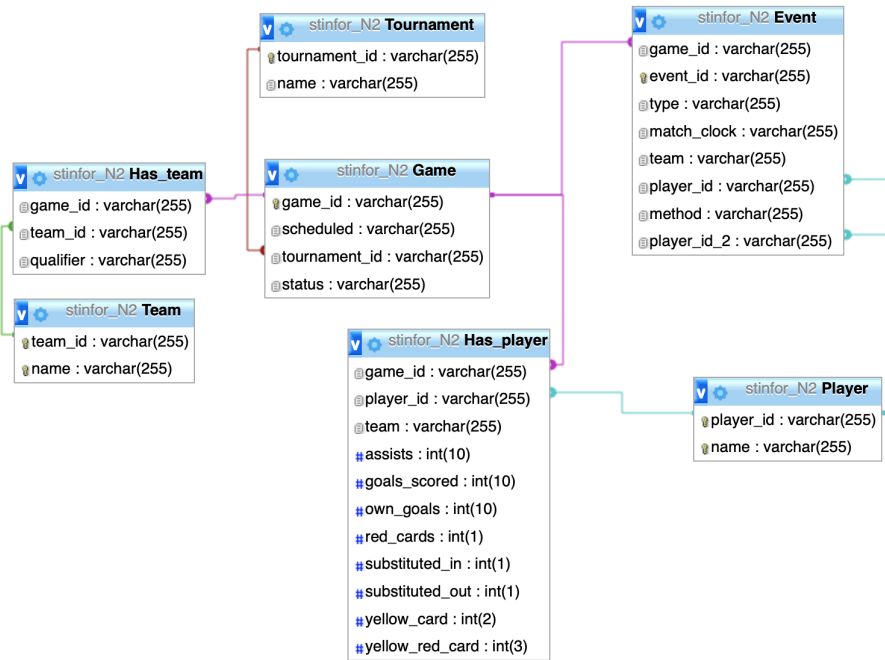 v stinfor_N2 Tournament
tournament_id : varchar(255)
name : varchar(255)
v stinfor_N2 Event
game_id : varchar(255)
event_id : varchar(255)
type : varchar(255)
match_clock : varchar(255)
team : varchar(255)
player_id : varchar(255)
method : varchar(255)
player_id_2 : varchar(255)
v stinfor_N2 Has_team
game_id : varchar(255)
team_id : varchar(255)
qualifier : varchar(255)
v stinfor_N2 Game
game_id : varchar(255)
scheduled : varchar(255)
tournament_id : varchar(255)
status : varchar(255)
v stinfor_N2 Team
team_id : varchar(255)
name : varchar(255)
v stinfor_N2 Has_player
game_id : varchar(255)
player_id : varchar(255)
team : varchar(255)
# assists : int(10)
# goals_scored : int(10)
# own_goals : int(10)
# red_cards : int(1)
# substituted_in : int(1)
# substituted_out : int(1)
# yellow_card : int(2)
# yellow_red_card : int(3)
v stinfor_N2 Player
player_id : varchar(255)
name : varchar(255)